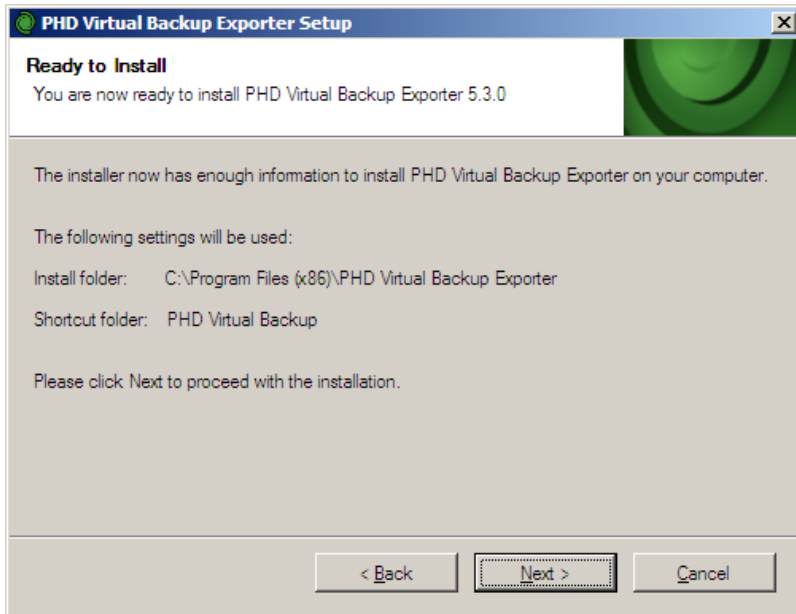 PHD Virtual Backup Exporter Setup
Ready to Install
You are now ready to install PHD Virtual Backup Exporter 5.3.0
The installer now has enough information to install PHD Virtual Backup Exporter on your computer.
The following settings will be used:
Install folder: C:\Program Files (x86)\PHD Virtual Backup Exporter
Shortcut folder: PHD Virtual Backup
Please click Next to proceed with the installation.
< Back Next > Cancel